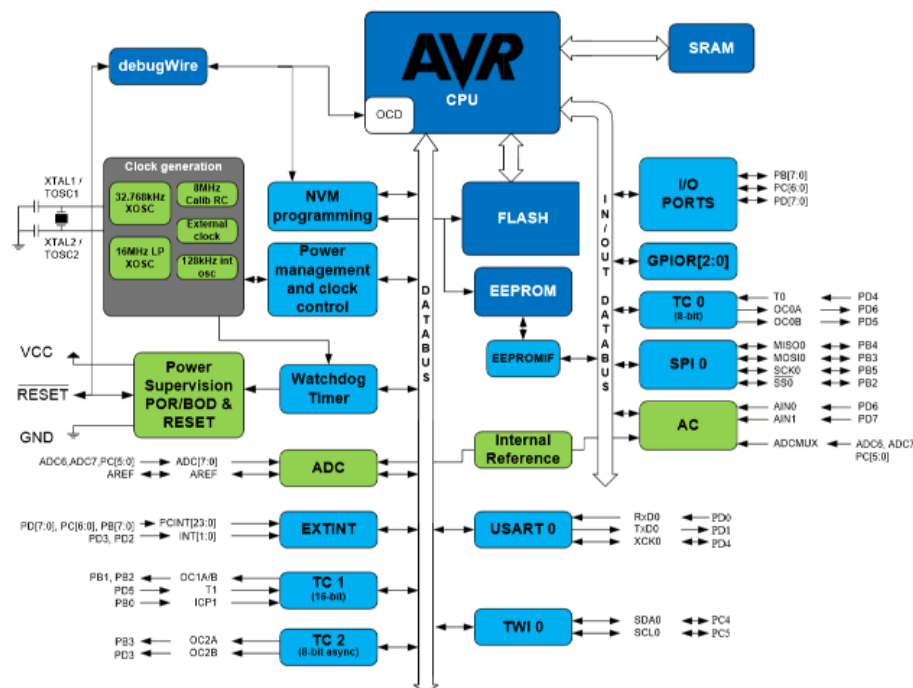 AVR
CPU
OCD
SRAM
debugWire
Clock generation
XTAL1 /
TOSC1
32.768kHz
XOSC
8MHz
Calib RC
External
clock
16MHz LP
XOSC
128kHz int
osc
XTAL2 /
TOSC2
NVM
programming
Power
management
and clock
control
FLASH
EEPROM
EEPROMIF
DATABUS
IN/OUT DATABUS
I/O
PORTS
PB[7:0]
PC[6:0]
PD[7:0]
GPIOR[2:0]
TC 0
(8-bit)
T0 PD4
OC0A PD6
OC0B PD5
SPI 0
MISO0 PB4
MOSI0 PB3
SCK0 PB5
SS0 PB2
AC
AIN0 PD6
AIN1 PD7
ADCMUX ADC6, ADC7
PC[5:0]
VCC
RESET
GND
Power
Supervision
POR/BOD &
RESET
Watchdog
Timer
Internal
Reference
ADC6,ADC7,PC[5:0] ADC[7:0]
AREF AREF
ADC
PD[7:0], PC[6:0], PB[7:0] PCINT[23:0]
PD3, PD2 INT[1:0]
EXTINT
USART 0
RxD0 PD0
TxD0 PD1
XCK0 PD4
PB1, PB2 OC1A/B
PD5 T1
PB0 ICP1
TC 1
(16-bit)
PB3 OC2A
PD3 OC2B
TC 2
(8-bit async)
TWI 0
SDA0 PC4
SCL0 PC5